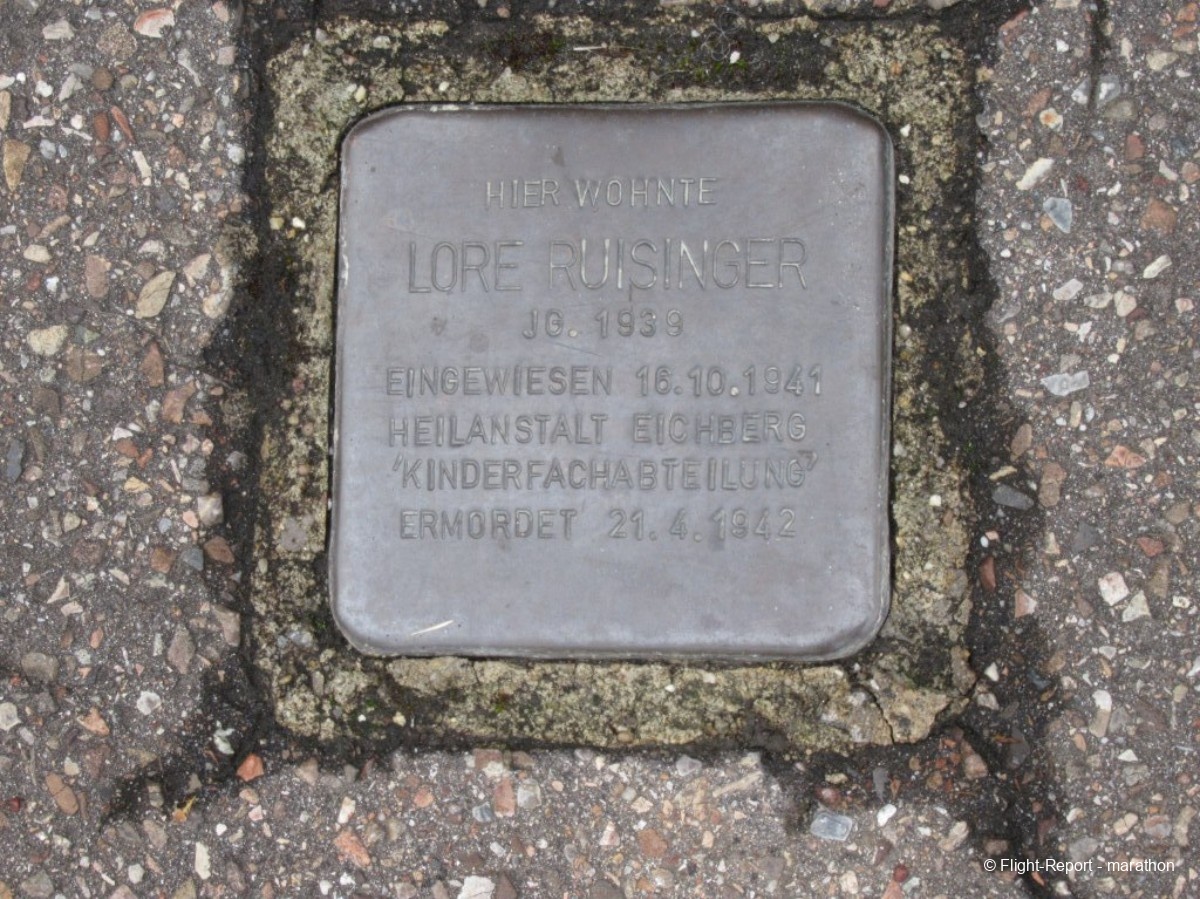 HIER WOHNTE
LORE RUISINGER
JG. 1939
EINGEWIESEN 16.10.1941
HEILANSTALT EICHBERG
'KINDERFACHABTEILUNG'
ERMORDET 21.4.1942
© Flight-Report - marathon